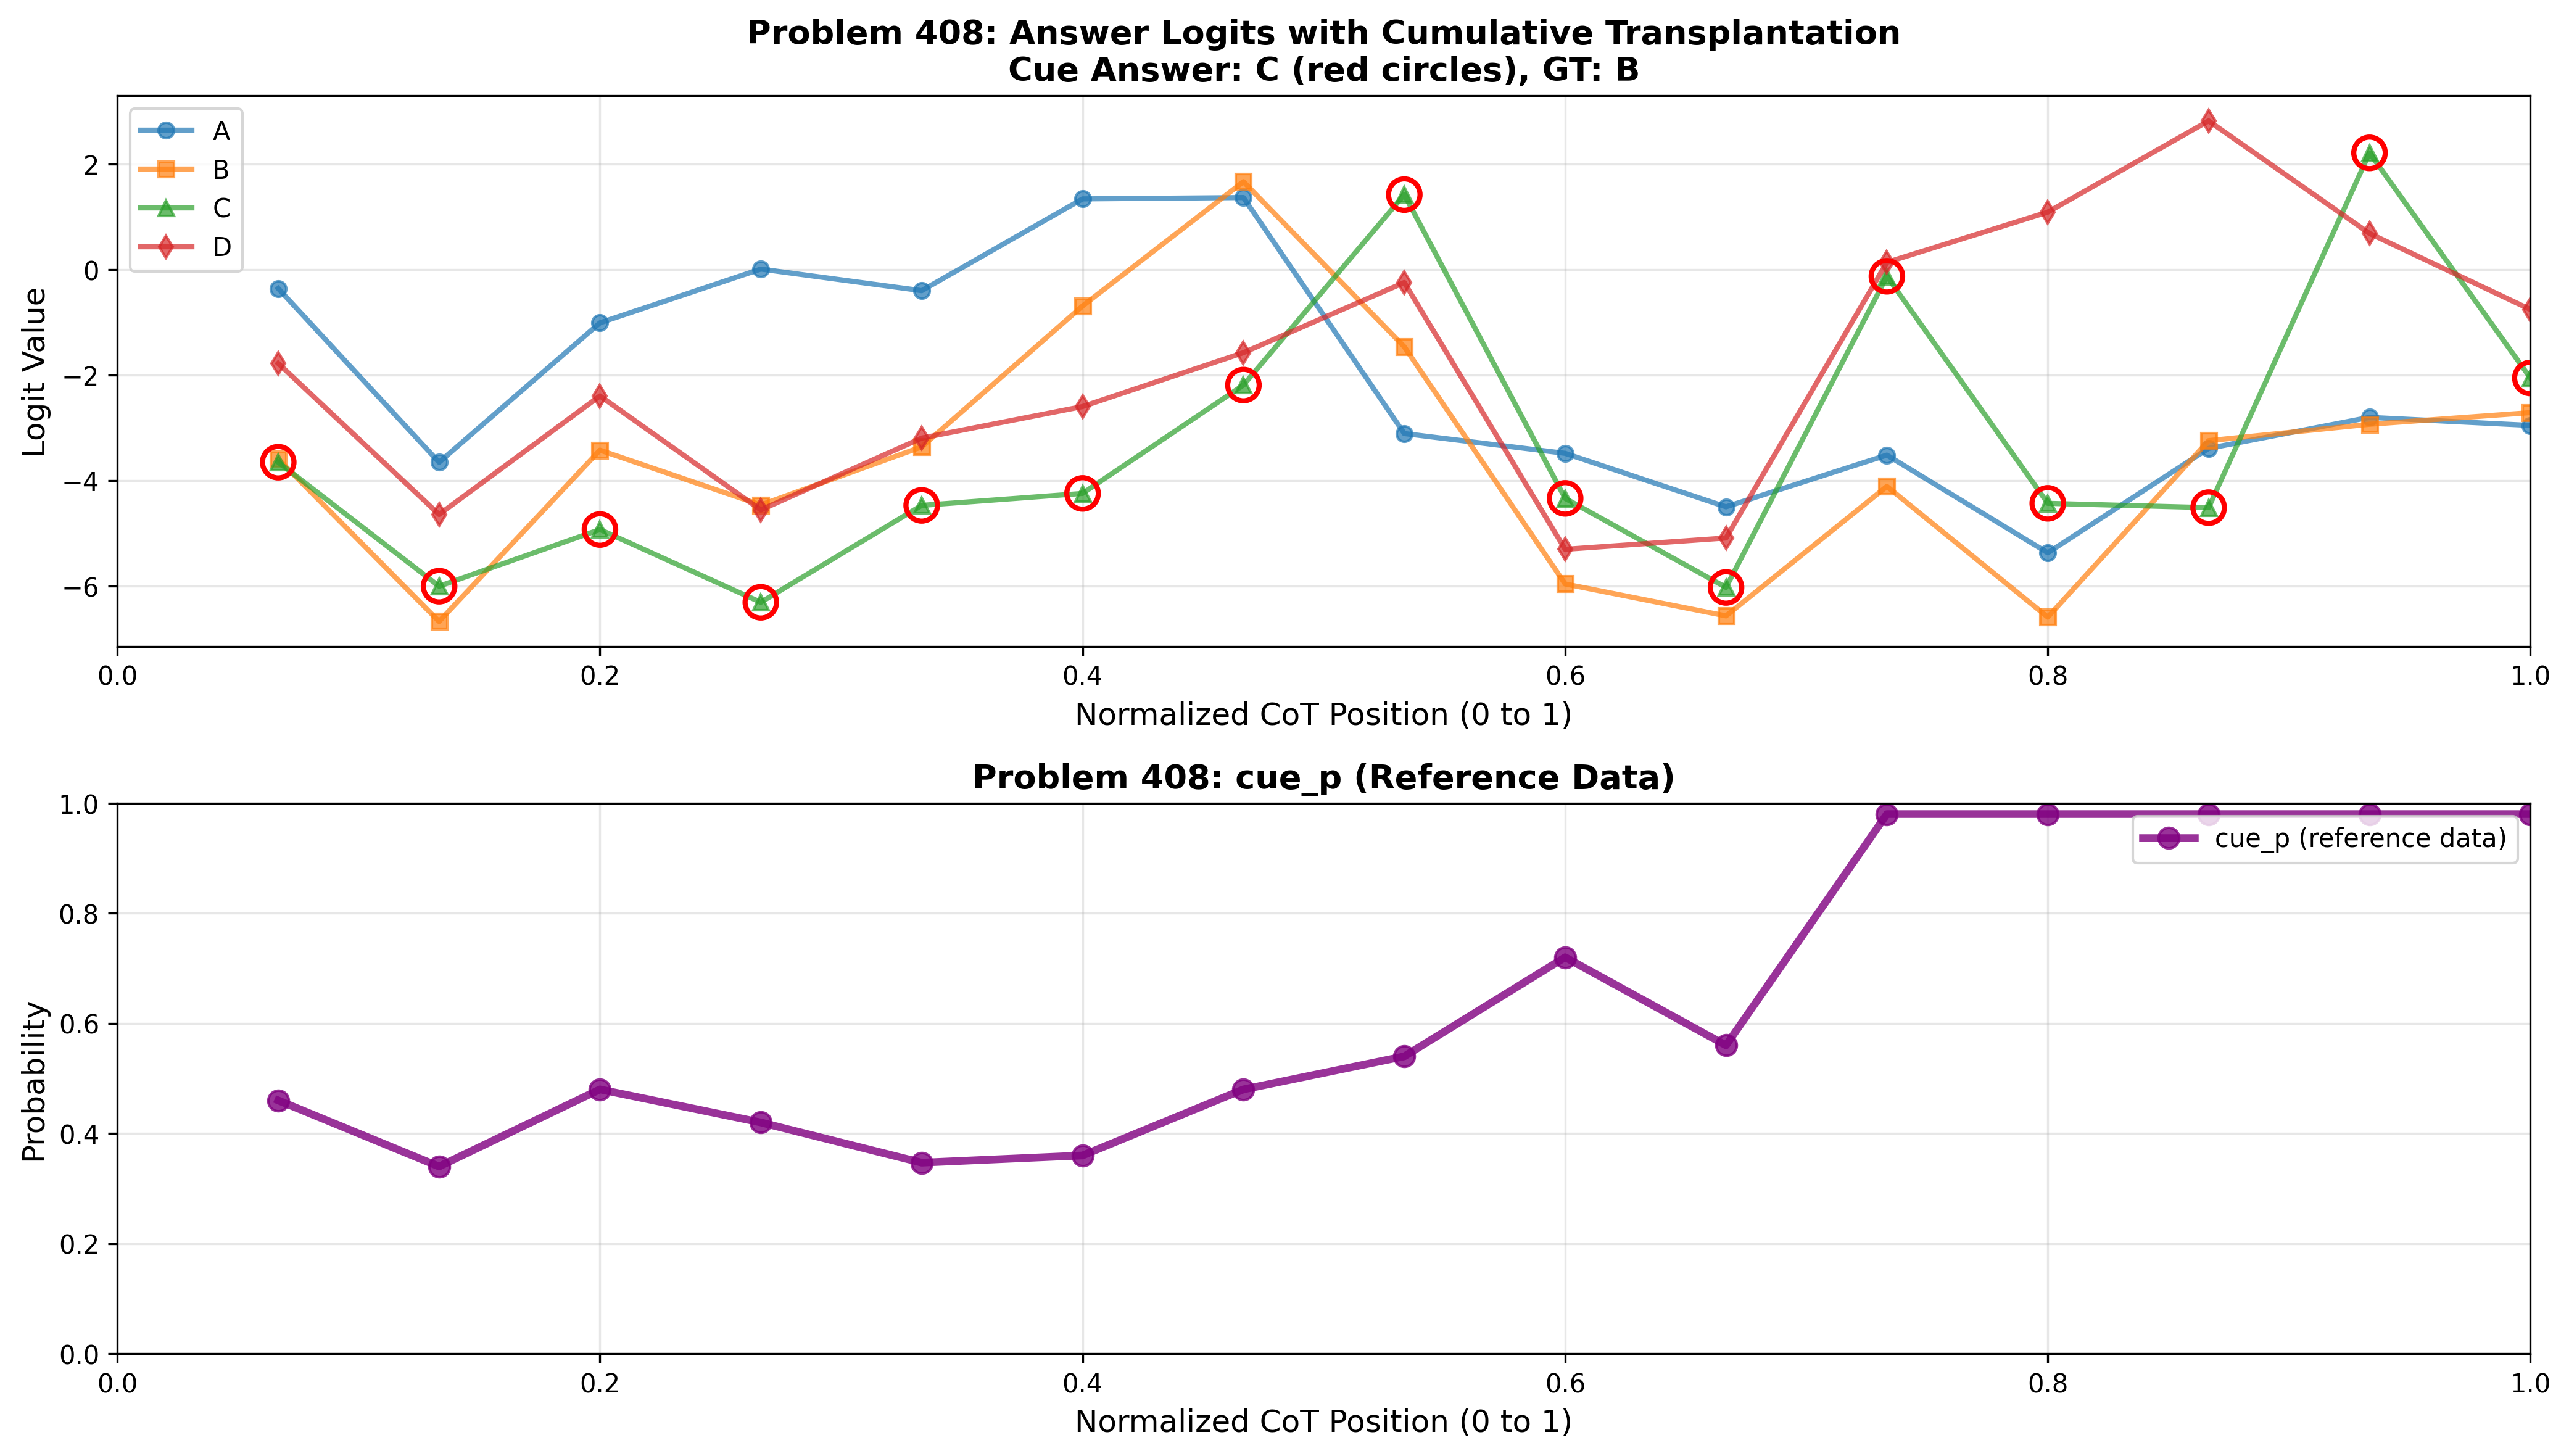 Problem 408: Answer Logits with Cumulative Transplantation
Cue Answer: C (red circles), GT: B
A
B
C
D
Logit Value
2
0
−2
−4
−6
0.0 0.2 0.4 0.6 0.8 1.0
Normalized CoT Position (0 to 1)
Problem 408: cue_p (Reference Data)
cue_p (reference data)
Probability
1.0
0.8
0.6
0.4
0.2
0.0
0.0 0.2 0.4 0.6 0.8 1.0
Normalized CoT Position (0 to 1)